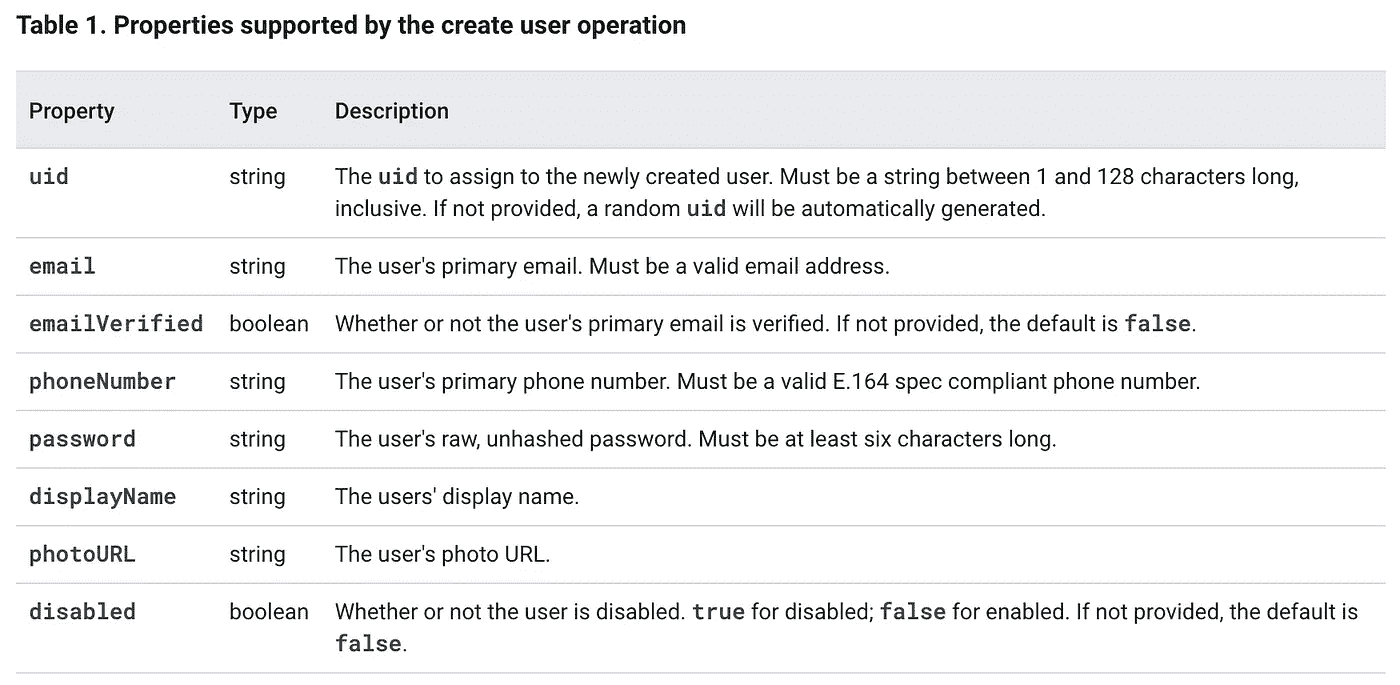 Table 1. Properties supported by the create user operation
Property Type Description
uid string The uid to assign to the newly created user. Must be a string between 1 and 128 characters long,
inclusive. If not provided, a random uid will be automatically generated.
email string The user's primary email. Must be a valid email address.
emailVerified boolean Whether or not the user's primary email is verified. If not provided, the default is false.
phoneNumber string The user's primary phone number. Must be a valid E.164 spec compliant phone number.
password string The user's raw, unhashed password. Must be at least six characters long.
displayName string The users' display name.
photoURL string The user's photo URL.
disabled boolean Whether or not the user is disabled. true for disabled; false for enabled. If not provided, the default is
false.